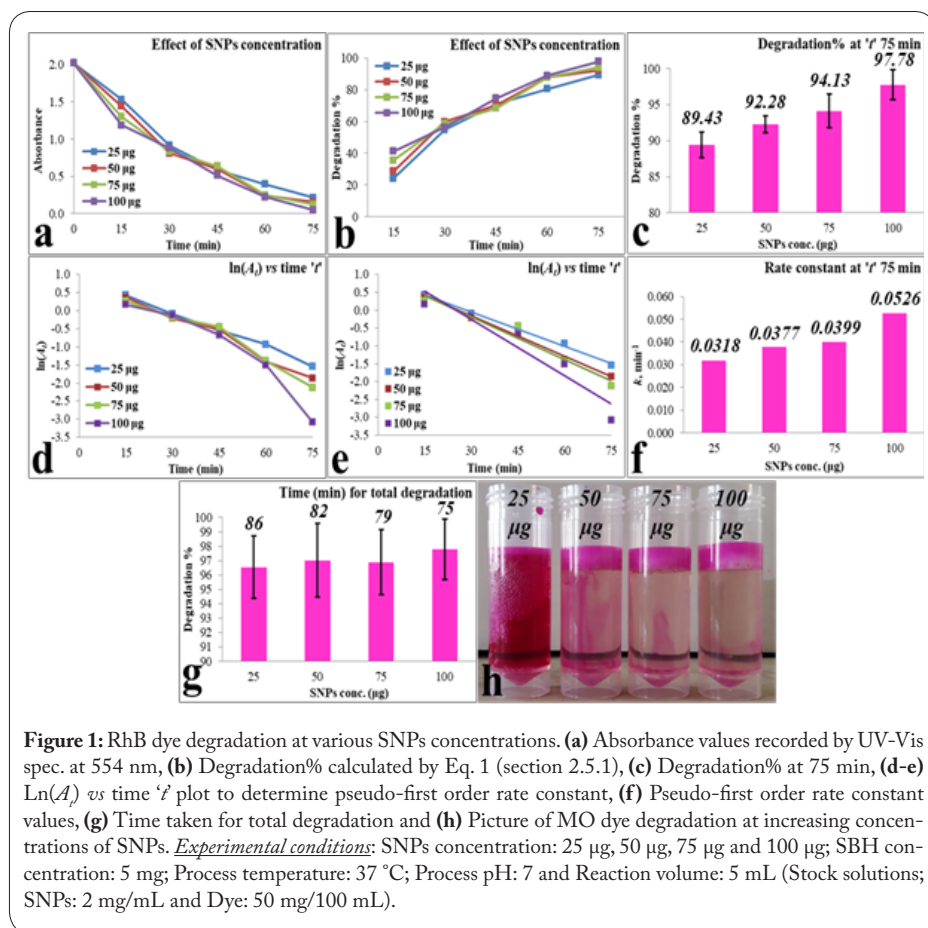 Effect of SNPs concentration
2.0
1.5
1.0
0.5
0.0
Absorbance
25 µg
50 µg
75 µg
100 µg
0 15 30 45 60 75
Time (min)
a
Effect of SNPs concentration
100
80
60
40
20
0
Degradation %
25 µg
50 µg
75 µg
100 µg
15 30 45 60 75
Time (min)
b
Degradation% at 't' 75 min
100
95
90
85
80
Degradation %
89.43 92.28 94.13 97.78
25 50 75 100
SNPs conc. (µg)
c
ln(Aₜ) vs time 't'
1.0
0.5
0.0
-0.5
-1.0
-1.5
-2.0
-2.5
-3.0
-3.5
ln(Aₜ)
25 µg
50 µg
75 µg
100 µg
0 15 30 45 60 75
Time (min)
d
ln(Aₜ) vs time 't'
1.0
0.5
0.0
-0.5
-1.0
-1.5
-2.0
-2.5
-3.0
-3.5
ln(Aₜ)
25 µg
50 µg
75 µg
100 µg
0 15 30 45 60 75
Time (min)
e
Rate constant at 't' 75 min
0.060
0.050
0.040
0.030
0.020
0.010
0.000
k, min⁻¹
0.0318 0.0377 0.0399 0.0526
25 50 75 100
SNPs conc. (µg)
f
Time (min) for total degradation
100
99
98
97
96
95
94
93
92
91
90
Degradation %
86 82 79 75
25 50 75 100
SNPs conc. (µg)
g
25 50 75 100
µg µg µg µg
h
Figure 1: RhB dye degradation at various SNPs concentrations. (a) Absorbance values recorded by UV-Vis
spec. at 554 nm, (b) Degradation% calculated by Eq. 1 (section 2.5.1), (c) Degradation% at 75 min, (d-e)
Ln(Aₜ) vs time 't' plot to determine pseudo-first order rate constant, (f) Pseudo-first order rate constant
values, (g) Time taken for total degradation and (h) Picture of MO dye degradation at increasing concen-
trations of SNPs. Experimental conditions: SNPs concentration: 25 µg, 50 µg, 75 µg and 100 µg; SBH con-
centration: 5 mg; Process temperature: 37 ˚C; Process pH: 7 and Reaction volume: 5 mL (Stock solutions;
SNPs: 2 mg/mL and Dye: 50 mg/100 mL).